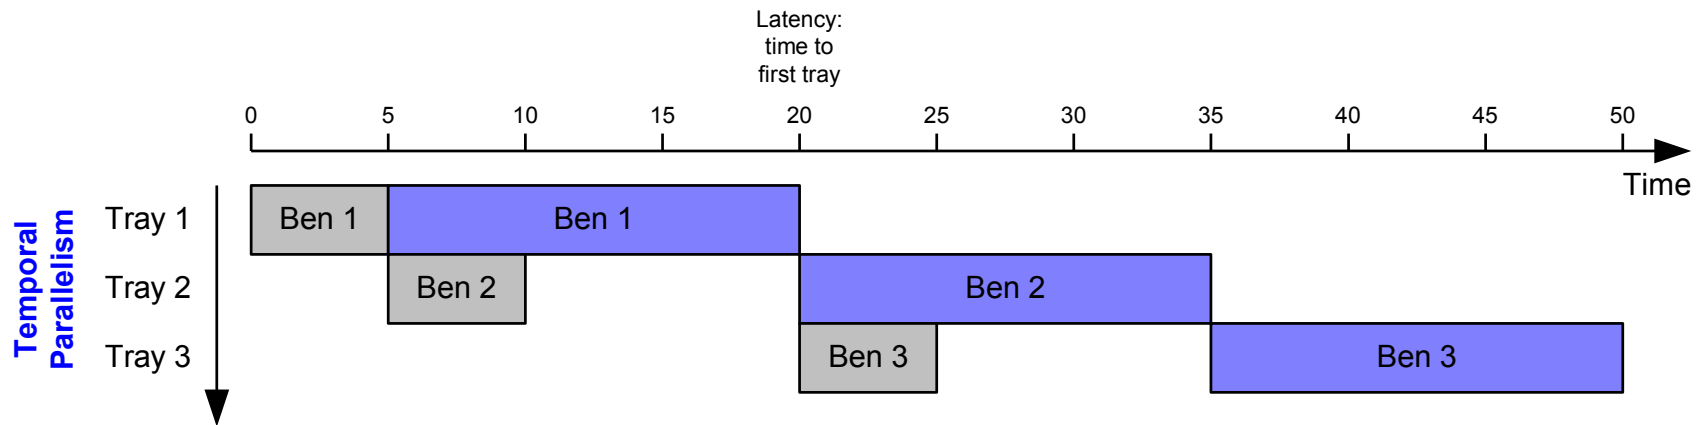 Latency:
time to
first tray
0 5 10 15 20 25 30 35 40 45 50
Time
Temporal
Parallelism
Tray 1 Ben 1 Ben 1
Tray 2 Ben 2 Ben 2
Tray 3 Ben 3 Ben 3